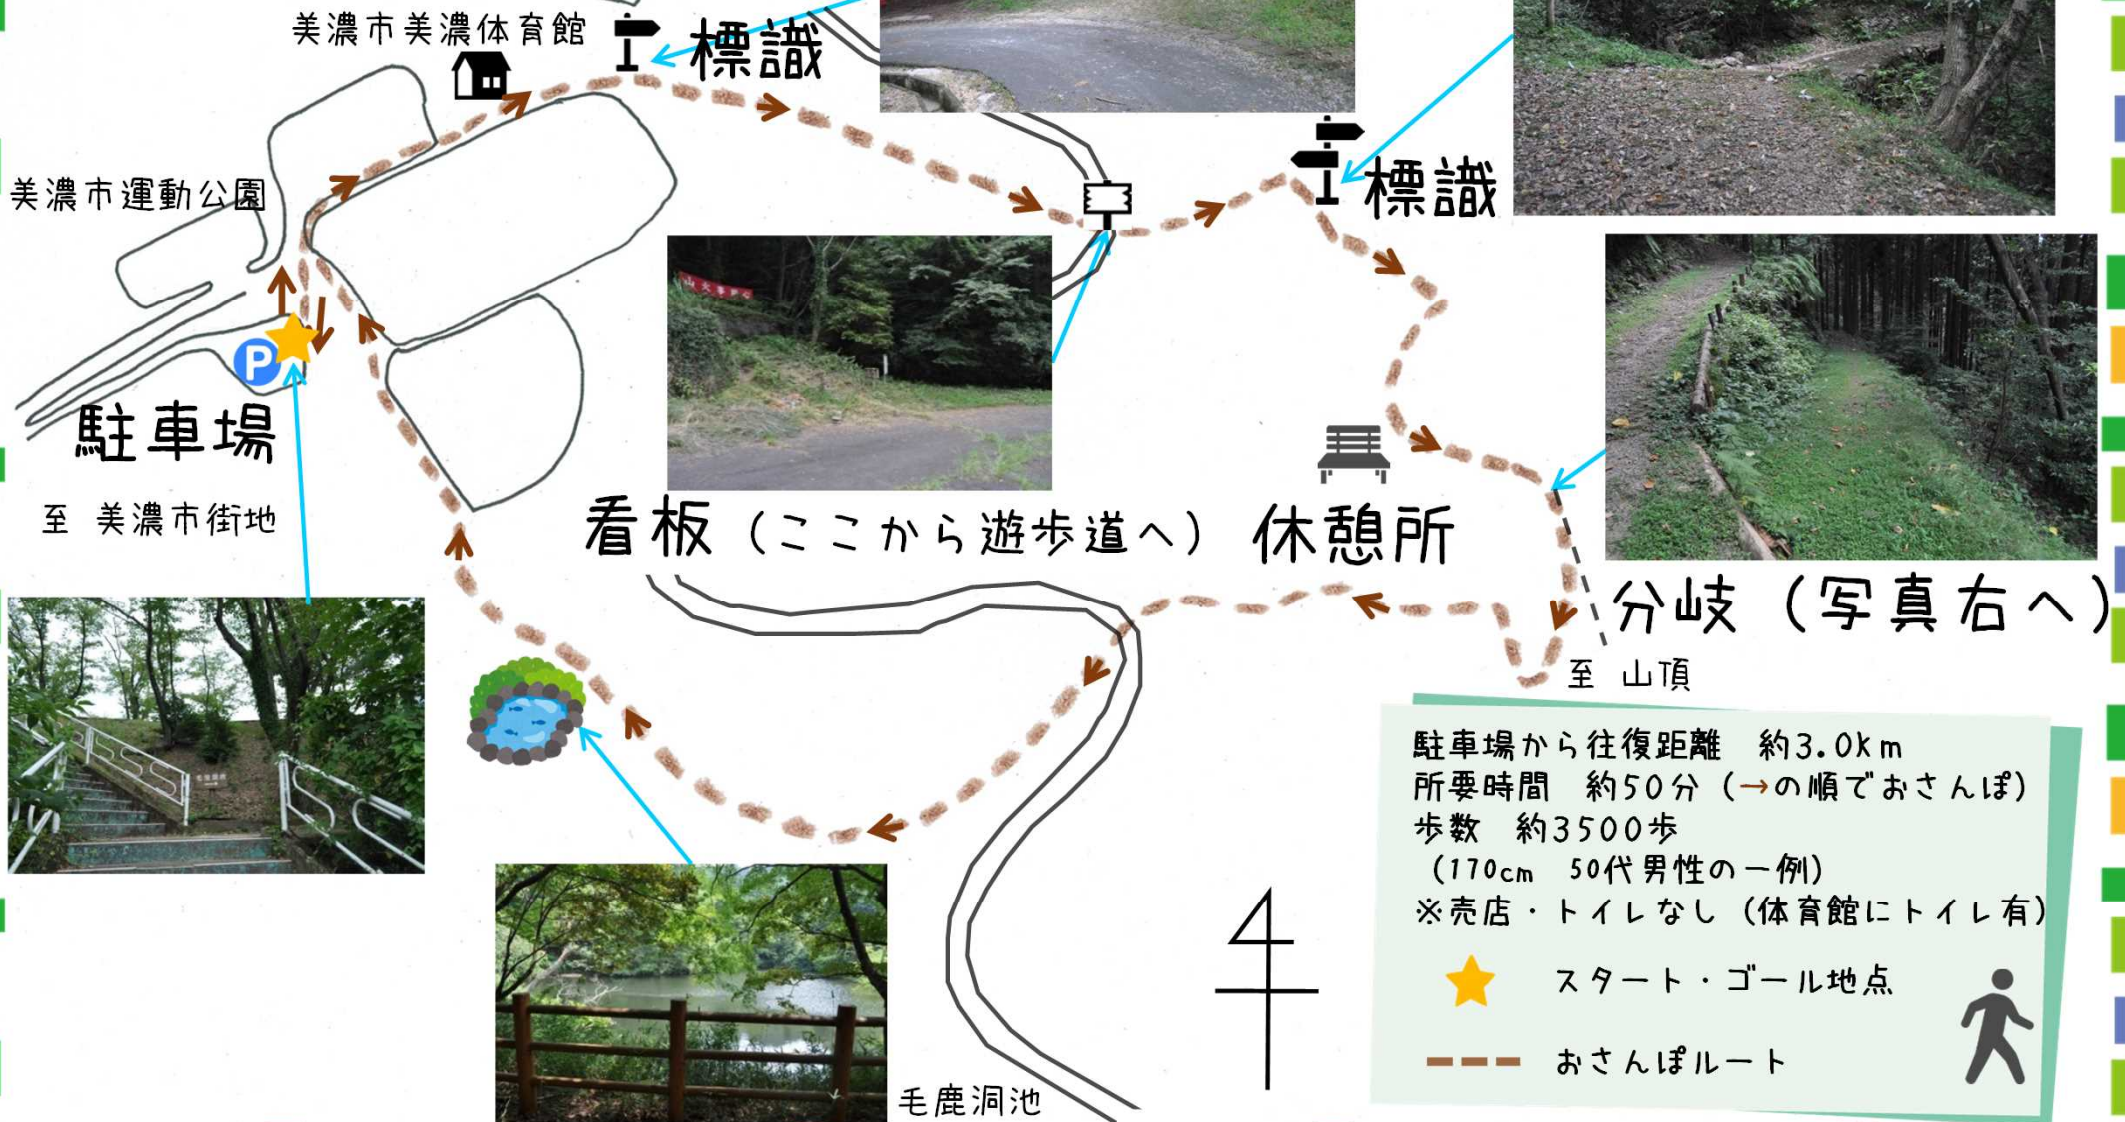 美濃市美濃体育館
標識
美濃市運動公園
標識
P
駐車場
至 美濃市街地
看板(ここから遊歩道へ)
休憩所
分岐(写真右へ)
至 山頂
駐車場から往復距離 約3.0km
所要時間 約50分(→の順でおさんぽ)
歩数 約3500歩
(170cm 50代男性の一例)
※売店・トイレなし(体育館にトイレ有)
スタート・ゴール地点
おさんぽルート
毛鹿洞池